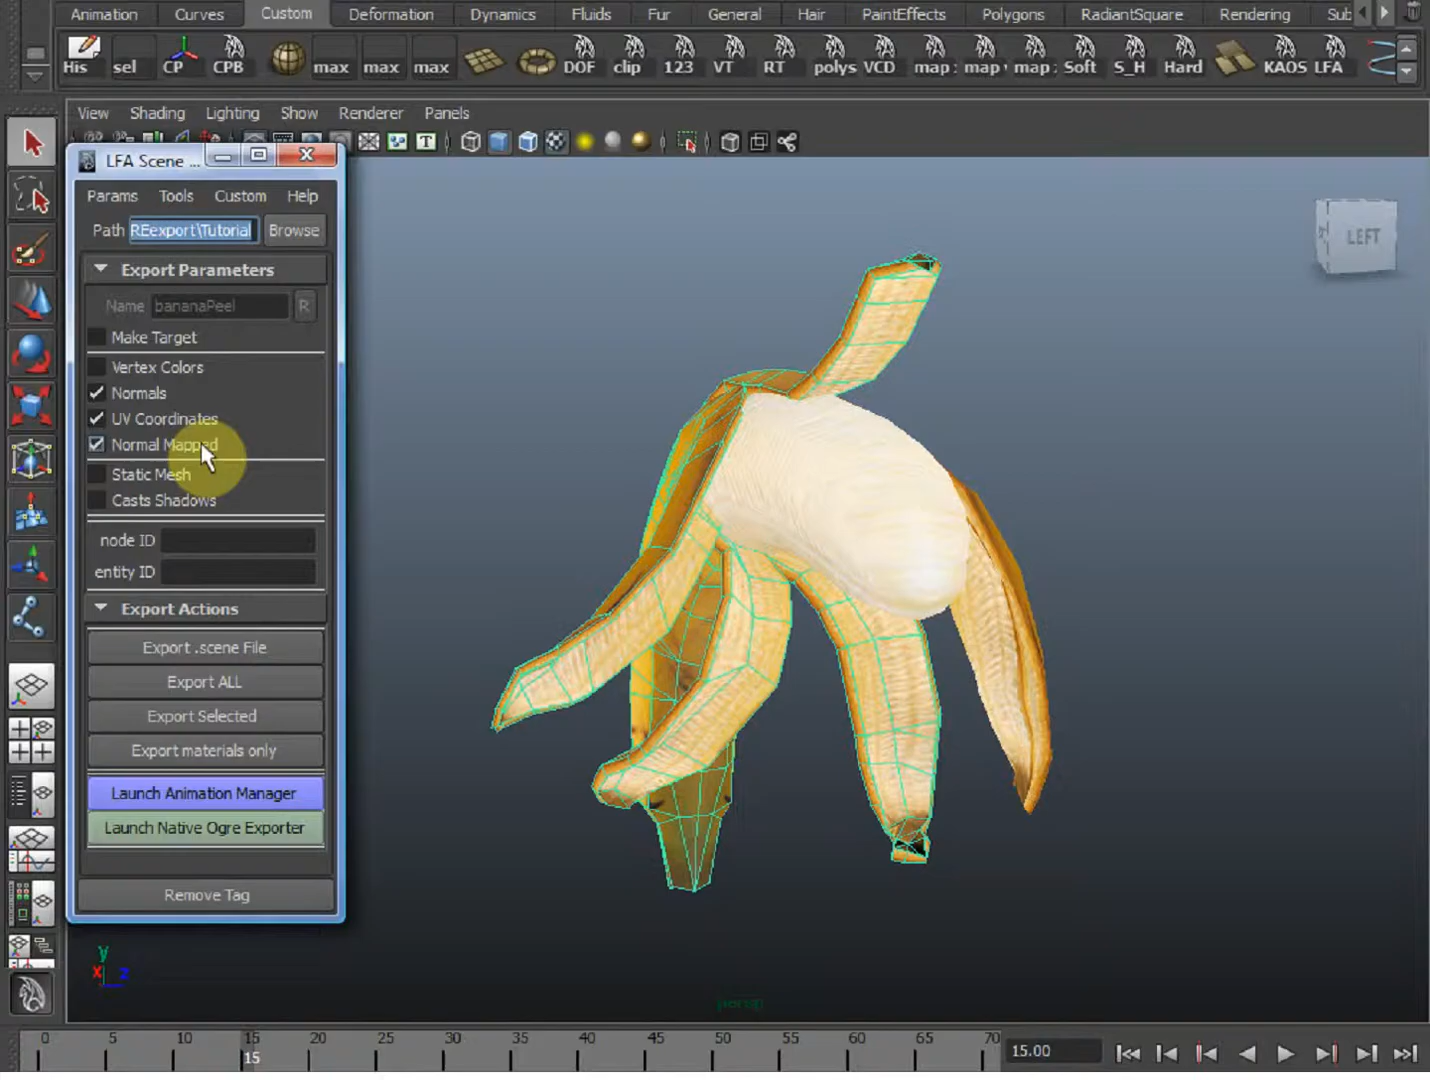 Animation Curves Custom Deformation Dynamics Fluids Fur General Hair PaintEffects Polygons RadiantSquare Rendering Sub
His sel CP CPB max max max DOF clip 123 VT RT polys VCD map map map Soft S_H Hard KAOS LFA
View Shading Lighting Show Renderer Panels
T
LFA Scene ...
Params Tools Custom Help
Path REexport\Tutorial Browse
LEFT
Export Parameters
Name bananaPeel R
Make Target
Vertex Colors
Normals
UV Coordinates
Normal Mapped
Static Mesh
Casts Shadows
node ID
entity ID
Export Actions
Export .scene File
Export ALL
Export Selected
Export materials only
Launch Animation Manager
Launch Native Ogre Exporter
Remove Tag
y
x z
persp
0 5 10 15 20 25 30 35 40 45 50 55 60 65 70
15
15.00